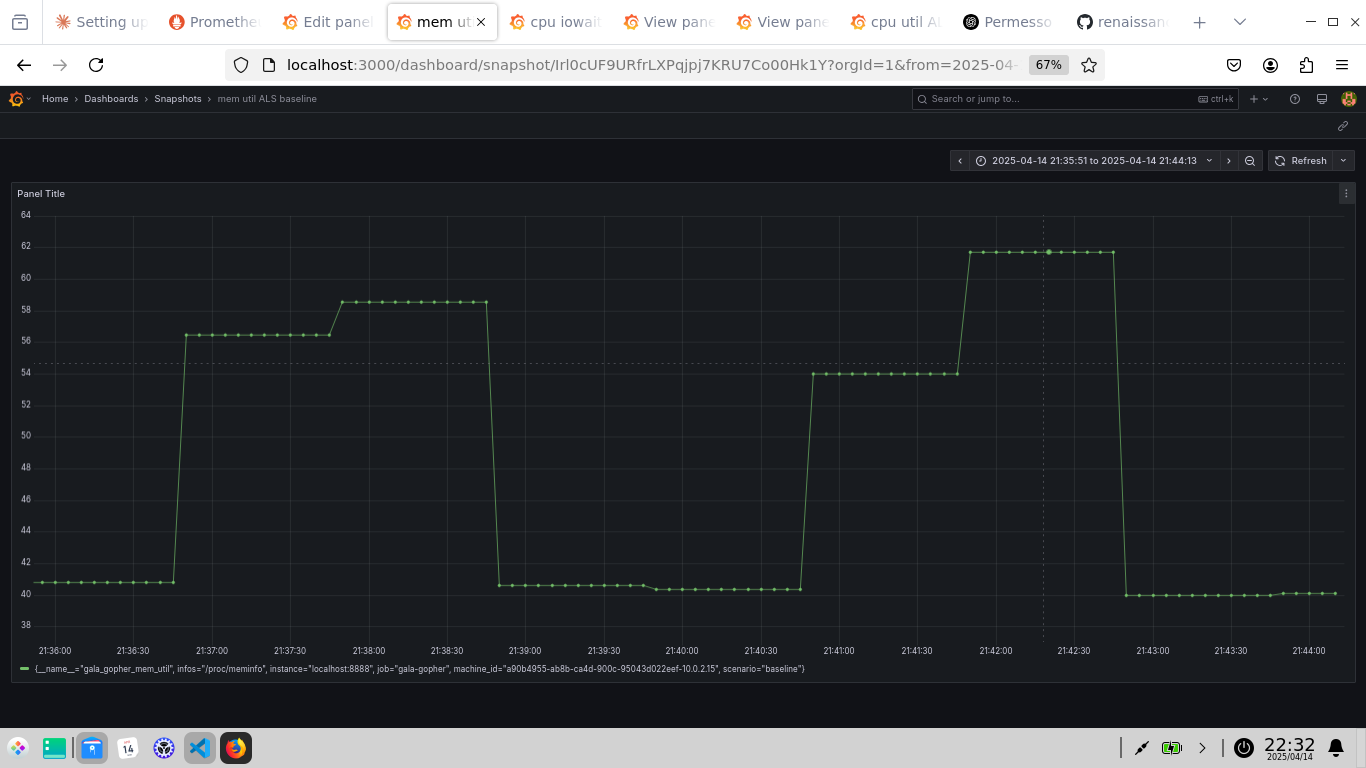 Setting up
Promethe
Edit pane
mem ut
cpu iowait
View pane
View pane
cpu util AL
Permesso
renaissan
localhost:3000/dashboard/snapshot/Irl0cUF9URfrLXPqjpj7KRU7Co00Hk1Y?orgId=1&from=2025-04-
67%
Home › Dashboards › Snapshots › mem util ALS baseline
Search or jump to...
ctrl+k
2025-04-14 21:35:51 to 2025-04-14 21:44:13
Refresh
Panel Title
64
62
60
58
56
54
52
50
48
46
44
42
40
38
21:36:00 21:36:30 21:37:00 21:37:30 21:38:00 21:38:30 21:39:00 21:39:30 21:40:00 21:40:30 21:41:00 21:41:30 21:42:00 21:42:30 21:43:00 21:43:30 21:44:00
{__name__="gala_gopher_mem_util", infos="/proc/meminfo", instance="localhost:8888", job="gala-gopher", machine_id="a90b4955-ab8b-ca4d-900c-95043d022eef-10.0.2.15", scenario="baseline"}
14
22:32
2025/04/14